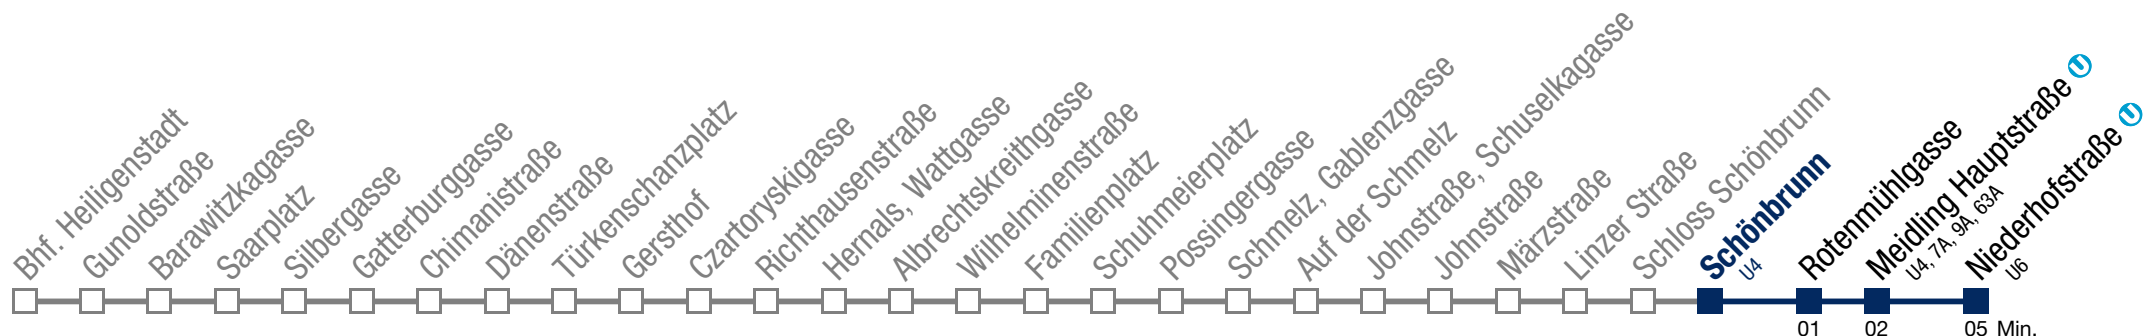 Bhf. Heiligenstadt
Gunoldstraße
Barawitzkagasse
Saarplatz
Silbergasse
Gatterburggasse
Chimanistraße
Dänenstraße
Türkenschanzplatz
Gersthof
Czartoryskigasse
Richthausenstraße
Hernals, Wattgasse
Albrechtskreithgasse
Wilhelminenstraße
Familienplatz
Schuhmeierplatz
Possingergasse
Schmelz, Gablenzgasse
Auf der Schmelz
Johnstraße, Schuselkagasse
Johnstraße
Märzstraße
Linzer Straße
Schloss Schönbrunn
Schönbrunn
U4
Rotenmühlgasse
Meidling Hauptstraße U
U4, 7A, 9A, 63A
Niederhofstraße U
U6
01 02 05 Min.